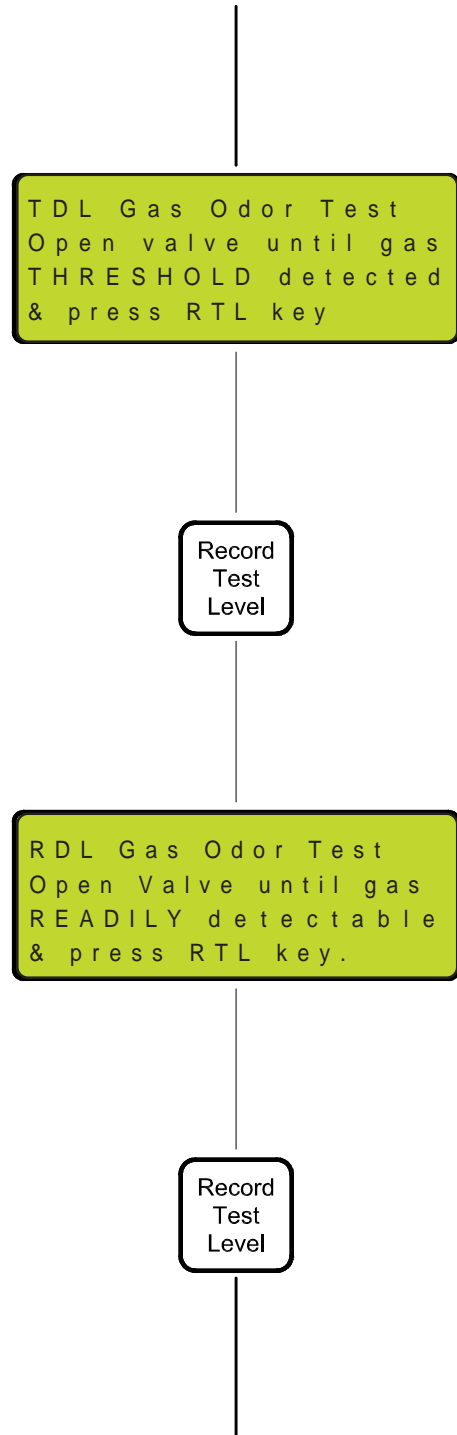 TDL Gas Odor Test
Open valve until gas
THRESHOLD detected
& press RTL key
Record
Test
Level
RDL Gas Odor Test
Open Valve until gas
READILY detectable
& press RTL key.
Record
Test
Level